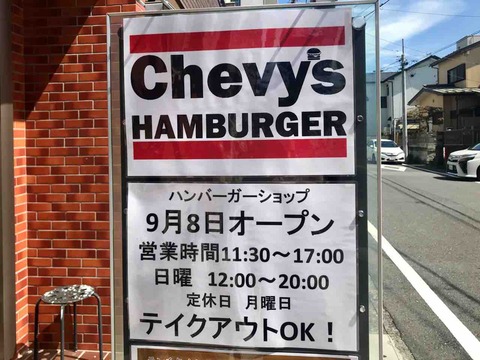 Chevy's
HAMBURGER
ハンバーガーショップ
9月8日オープン
営業時間11:30～17:00
日曜 12:00～20:00
定休日 月曜日
テイクアウトOK！